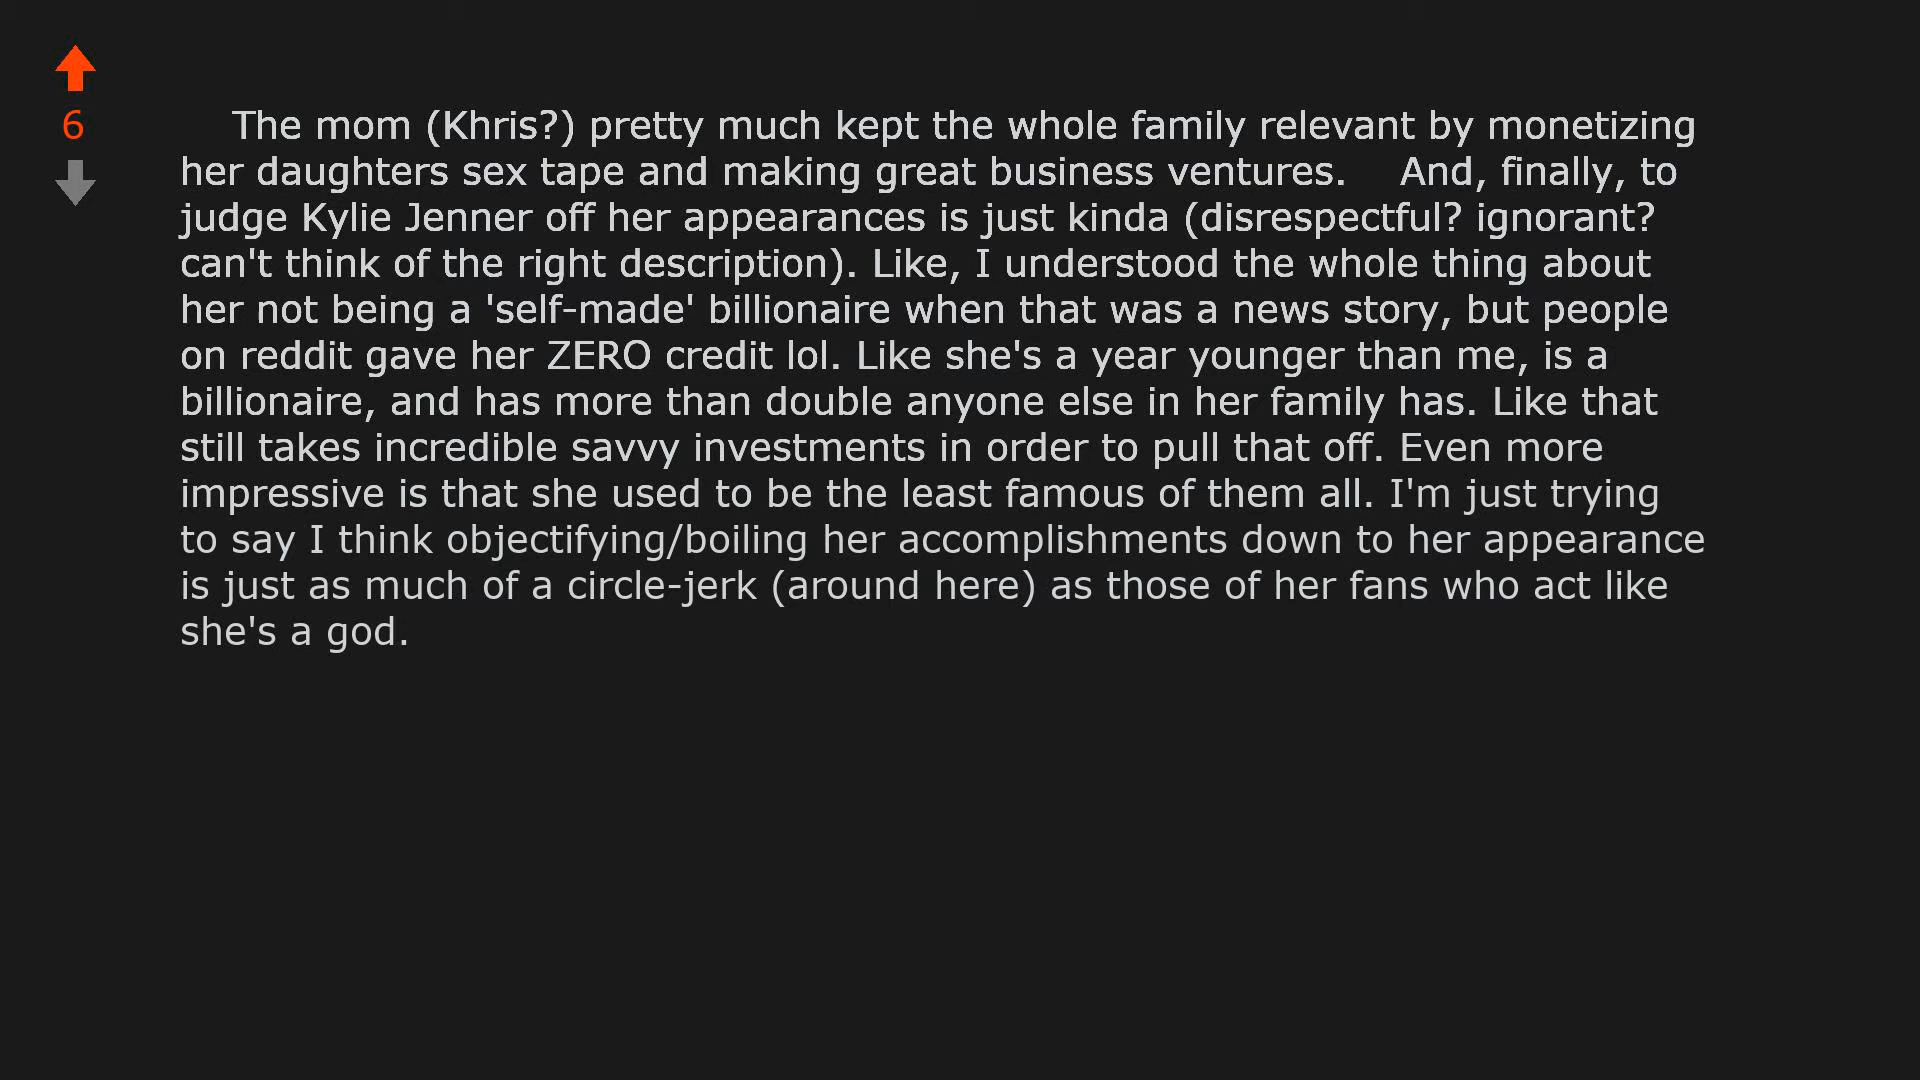 6
The mom (Khris?) pretty much kept the whole family relevant by monetizing
her daughters sex tape and making great business ventures. And, finally, to
judge Kylie Jenner off her appearances is just kinda (disrespectful? ignorant?
can't think of the right description). Like, I understood the whole thing about
her not being a 'self-made' billionaire when that was a news story, but people
on reddit gave her ZERO credit lol. Like she's a year younger than me, is a
billionaire, and has more than double anyone else in her family has. Like that
still takes incredible savvy investments in order to pull that off. Even more
impressive is that she used to be the least famous of them all. I'm just trying
to say I think objectifying/boiling her accomplishments down to her appearance
is just as much of a circle-jerk (around here) as those of her fans who act like
she's a god.